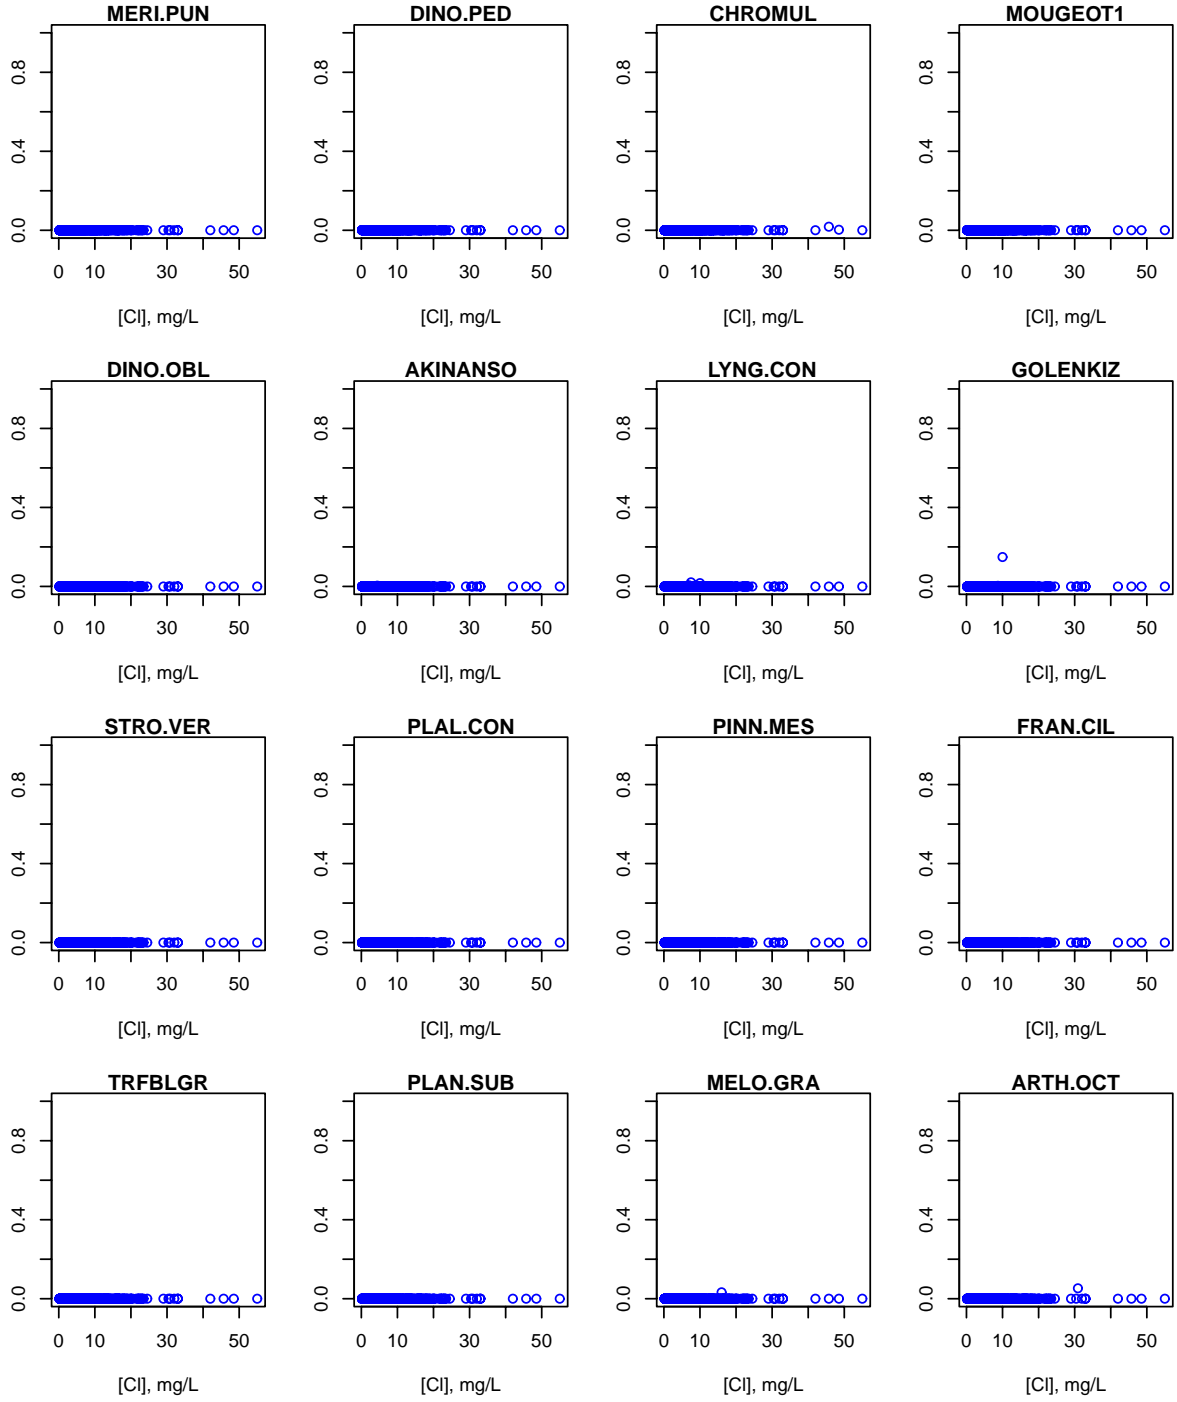 MERI.PUN DINO.PED CHROMUL MOUGEOT1
0.8 0.8 0.8 0.8
0.4 0.4 0.4 0.4
0.0 0.0 0.0 0.0
0 10 30 50 0 10 30 50 0 10 30 50 0 10 30 50
[Cl], mg/L [Cl], mg/L [Cl], mg/L [Cl], mg/L
DINO.OBL AKINANSO LYNG.CON GOLENKIZ
0.8 0.8 0.8 0.8
0.4 0.4 0.4 0.4
0.0 0.0 0.0 0.0
0 10 30 50 0 10 30 50 0 10 30 50 0 10 30 50
[Cl], mg/L [Cl], mg/L [Cl], mg/L [Cl], mg/L
STRO.VER PLAL.CON PINN.MES FRAN.CIL
0.8 0.8 0.8 0.8
0.4 0.4 0.4 0.4
0.0 0.0 0.0 0.0
0 10 30 50 0 10 30 50 0 10 30 50 0 10 30 50
[Cl], mg/L [Cl], mg/L [Cl], mg/L [Cl], mg/L
TRFBLGR PLAN.SUB MELO.GRA ARTH.OCT
0.8 0.8 0.8 0.8
0.4 0.4 0.4 0.4
0.0 0.0 0.0 0.0
0 10 30 50 0 10 30 50 0 10 30 50 0 10 30 50
[Cl], mg/L [Cl], mg/L [Cl], mg/L [Cl], mg/L